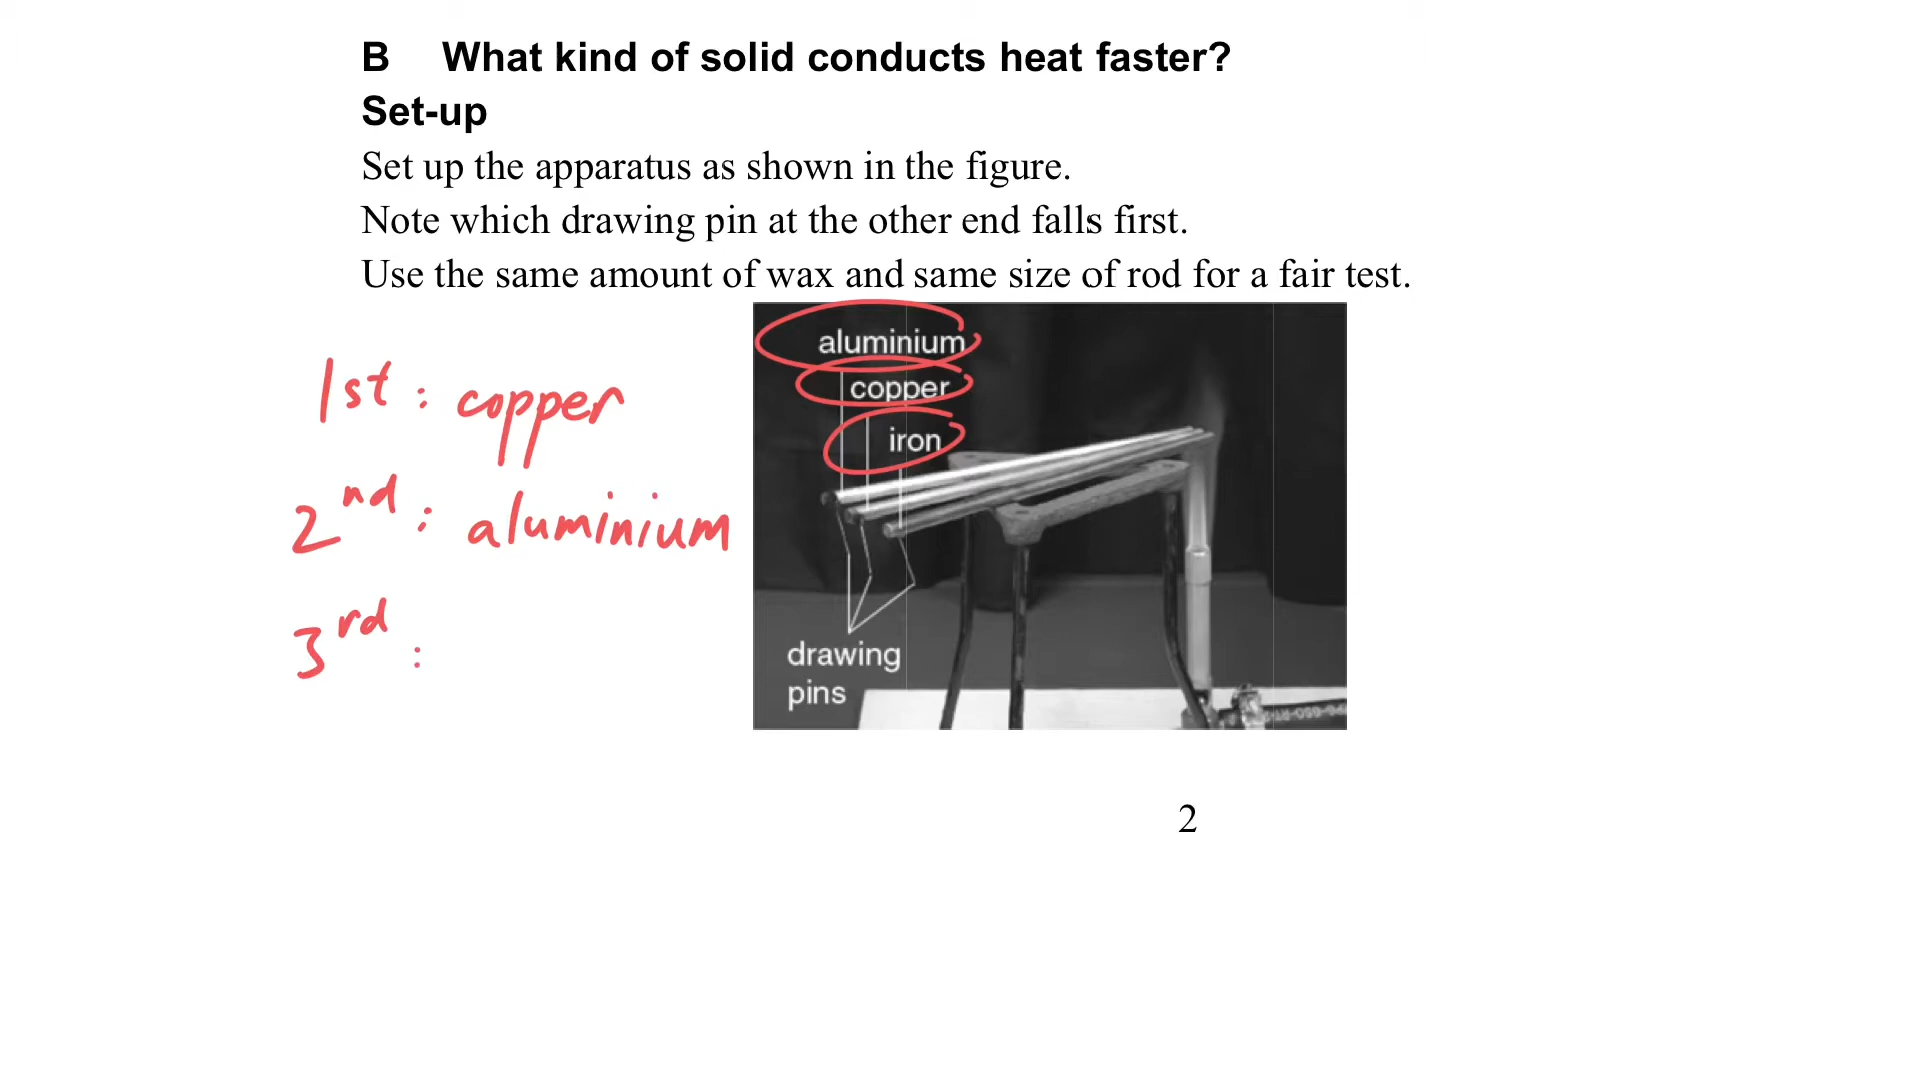 B What kind of solid conducts heat faster?
Set-up
Set up the apparatus as shown in the figure.
Note which drawing pin at the other end falls first.
Use the same amount of wax and same size of rod for a fair test.
1st : copper
2nd : aluminium
3rd :
aluminium
copper
iron
drawing
pins
2